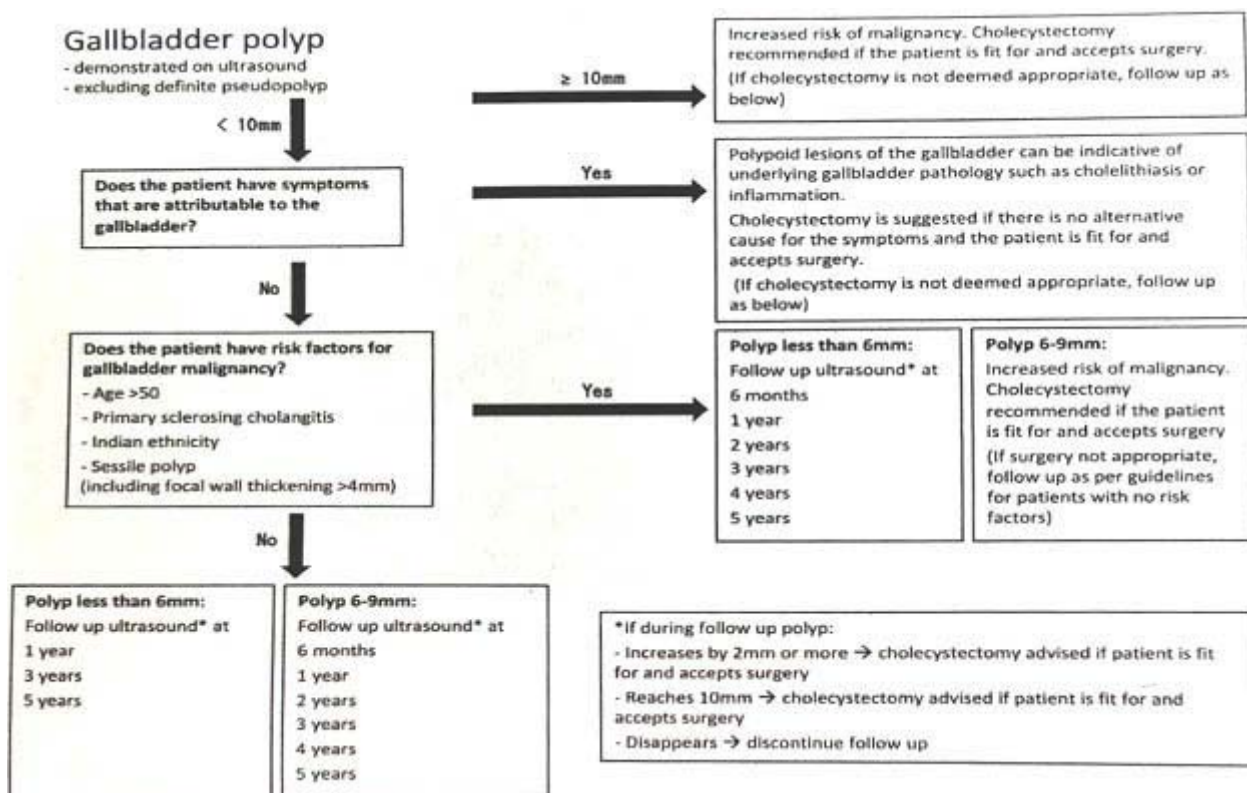 Gallbladder polyp
- demonstrated on ultrasound
- excluding definite pseudopolyp
≥ 10mm
Increased risk of malignancy. Cholecystectomy
recommended if the patient is fit for and accepts surgery.
(If cholecystectomy is not deemed appropriate, follow up as
below)
< 10mm
Does the patient have symptoms
that are attributable to the
gallbladder?
Yes
Polypoid lesions of the gallbladder can be indicative of
underlying gallbladder pathology such as cholelithiasis or
inflammation.
Cholecystectomy is suggested if there is no alternative
cause for the symptoms and the patient is fit for and
accepts surgery.
(If cholecystectomy is not deemed appropriate, follow up
as below)
No
Does the patient have risk factors for
gallbladder malignancy?
- Age >50
- Primary sclerosing cholangitis
- Indian ethnicity
- Sessile polyp
(including focal wall thickening >4mm)
Yes
Polyp less than 6mm:
Follow up ultrasound* at
6 months
1 year
2 years
3 years
4 years
5 years
Polyp 6-9mm:
Increased risk of malignancy.
Cholecystectomy
recommended if the patient
is fit for and accepts surgery
(If surgery not appropriate,
follow up as per guidelines
for patients with no risk
factors)
No
Polyp less than 6mm:
Follow up ultrasound* at
1 year
3 years
5 years
Polyp 6-9mm:
Follow up ultrasound* at
6 months
1 year
2 years
3 years
4 years
5 years
*If during follow up polyp:
- Increases by 2mm or more → cholecystectomy advised if patient is fit
for and accepts surgery
- Reaches 10mm → cholecystectomy advised if patient is fit for and
accepts surgery
- Disappears → discontinue follow up